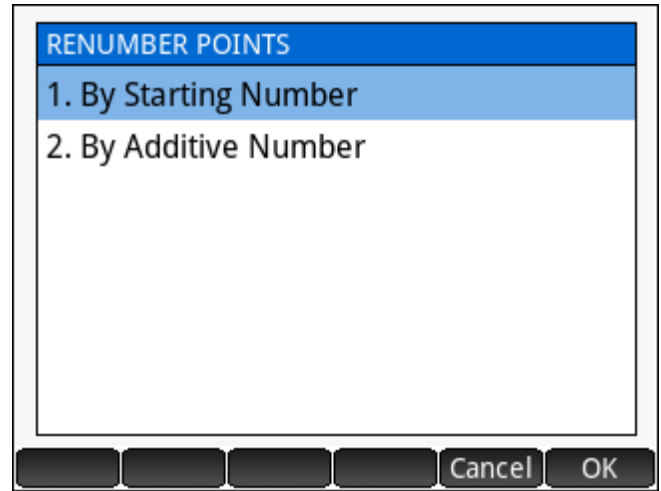 RENUMBER POINTS
1. By Starting Number
2. By Additive Number
Cancel OK